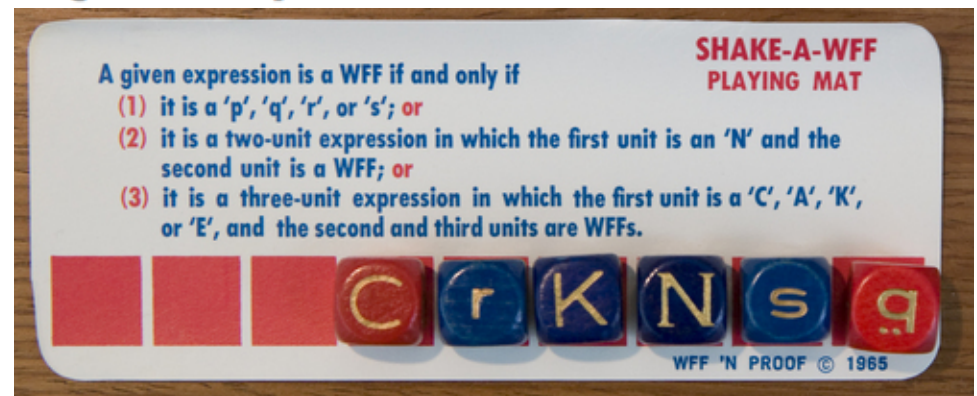 SHAKE-A-WFF
PLAYING MAT
A given expression is a WFF if and only if
(1) it is a 'p', 'q', 'r', or 's'; or
(2) it is a two-unit expression in which the first unit is an 'N' and the
second unit is a WFF; or
(3) it is a three-unit expression in which the first unit is a 'C', 'A', 'K',
or 'E', and the second and third units are WFFs.
C r K N s q
WFF 'N PROOF © 1965